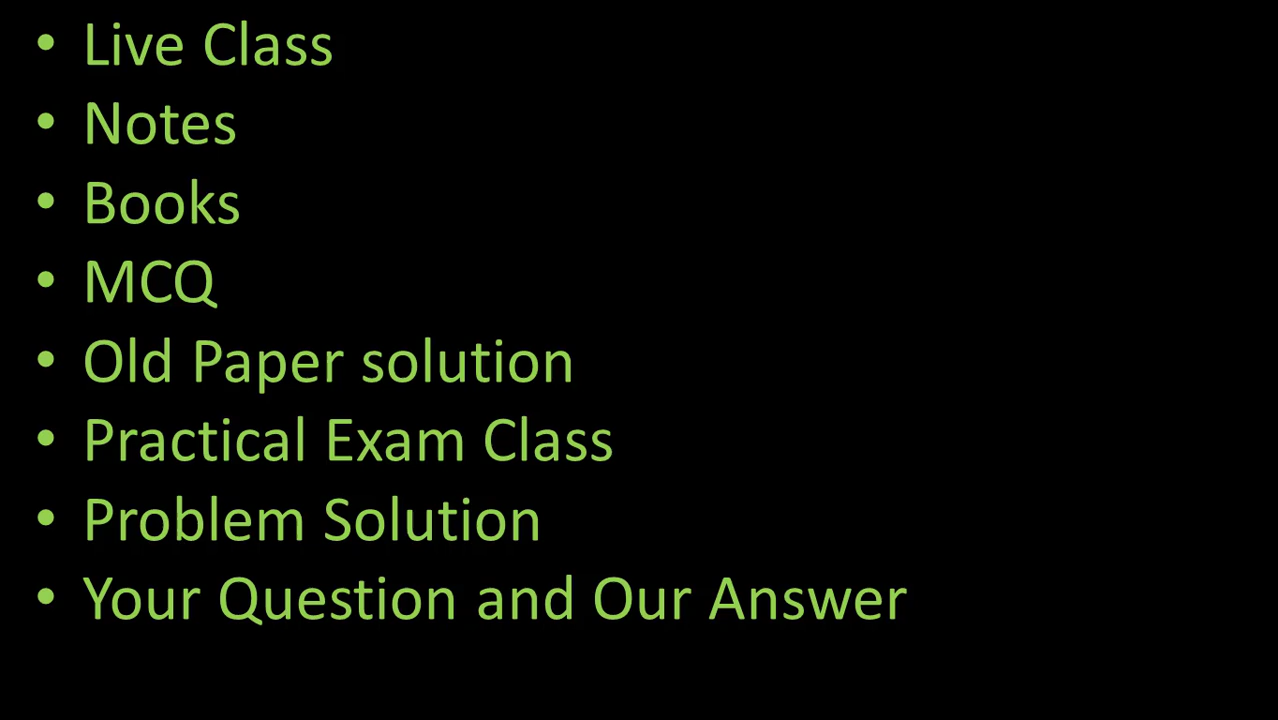 • Live Class
• Notes
• Books
• MCQ
• Old Paper solution
• Practical Exam Class
• Problem Solution
• Your Question and Our Answer